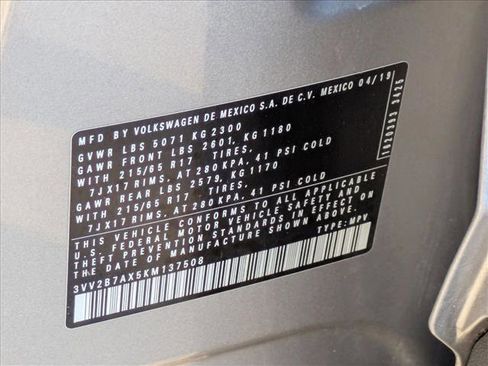 MFD BY VOLKSWAGEN DE MEXICO S.A. DE C.V. MEXICO 04/19
GVWR LBS 5071 KG 2300
GAWR FRONT LBS 2601, KG 1180
WITH 215/65 R17 TIRES,
7JX17 RIMS, AT 280 KPA, 41 PSI COLD
GAWR REAR LBS 2579, KG1170
WITH 215/65 R17 TIRES,
7JX17 RIMS, AT 280 KPA, 41 PSI COLD
THIS VEHICLE CONFORMS TO ALL APPLICABLE
U.S. FEDERAL MOTOR VEHICLE SAFETY AND
THEFT PREVENTION STANDARDS IN EFFECT ON
THE DATE OF MANUFACTURE SHOWN ABOVE.
3VV2B7AX5KM137508 TYPE: MPV
3425